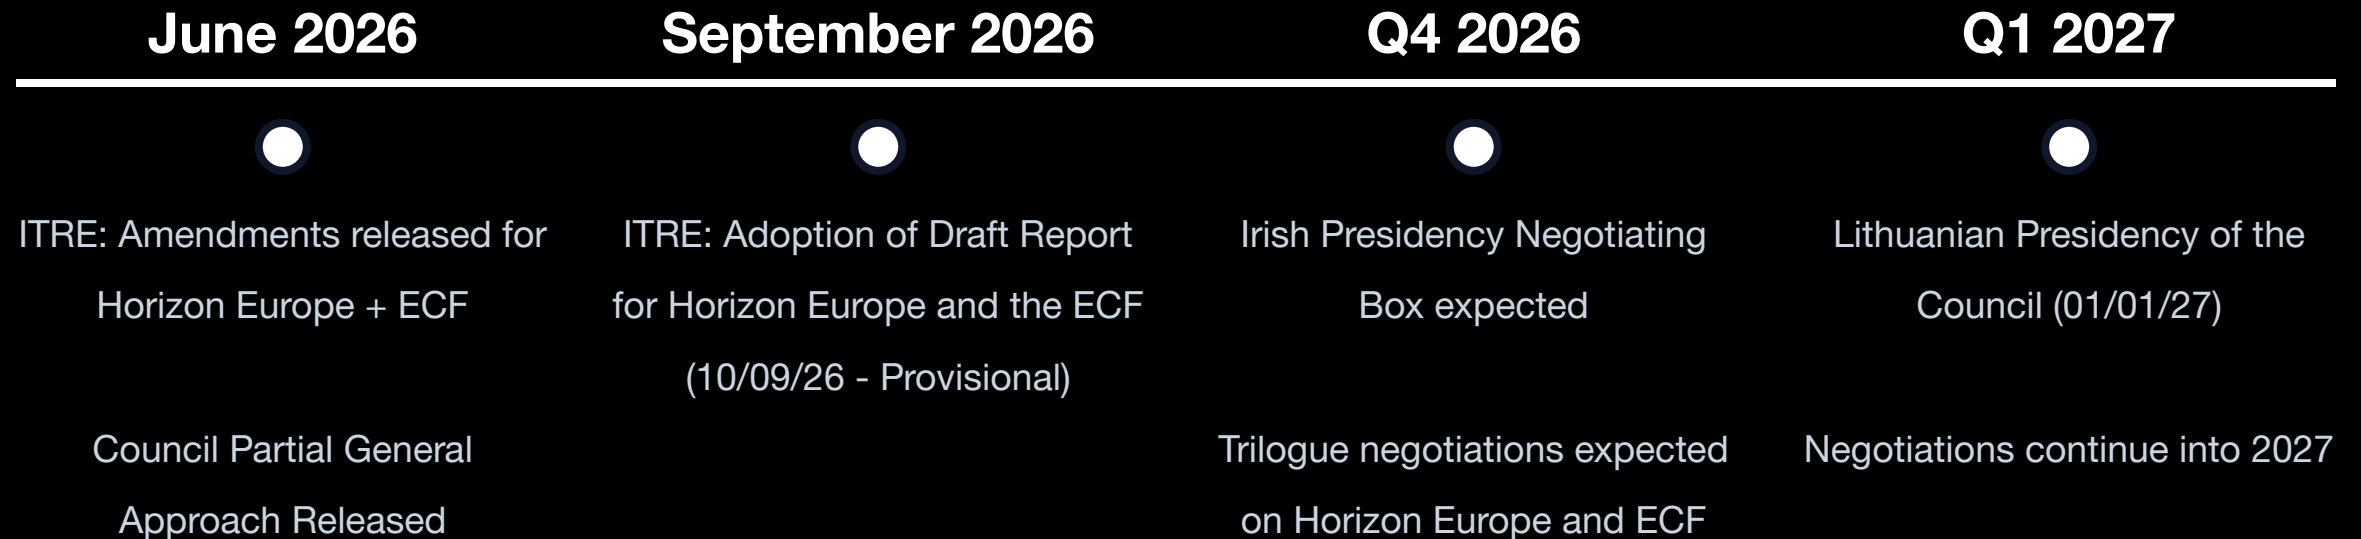 June 2026
September 2026
Q4 2026
Q1 2027
ITRE: Amendments released for
Horizon Europe + ECF
Council Partial General
Approach Released
ITRE: Adoption of Draft Report
for Horizon Europe and the ECF
(10/09/26 - Provisional)
Irish Presidency Negotiating
Box expected
Trilogue negotiations expected
on Horizon Europe and ECF
Lithuanian Presidency of the
Council (01/01/27)
Negotiations continue into 2027